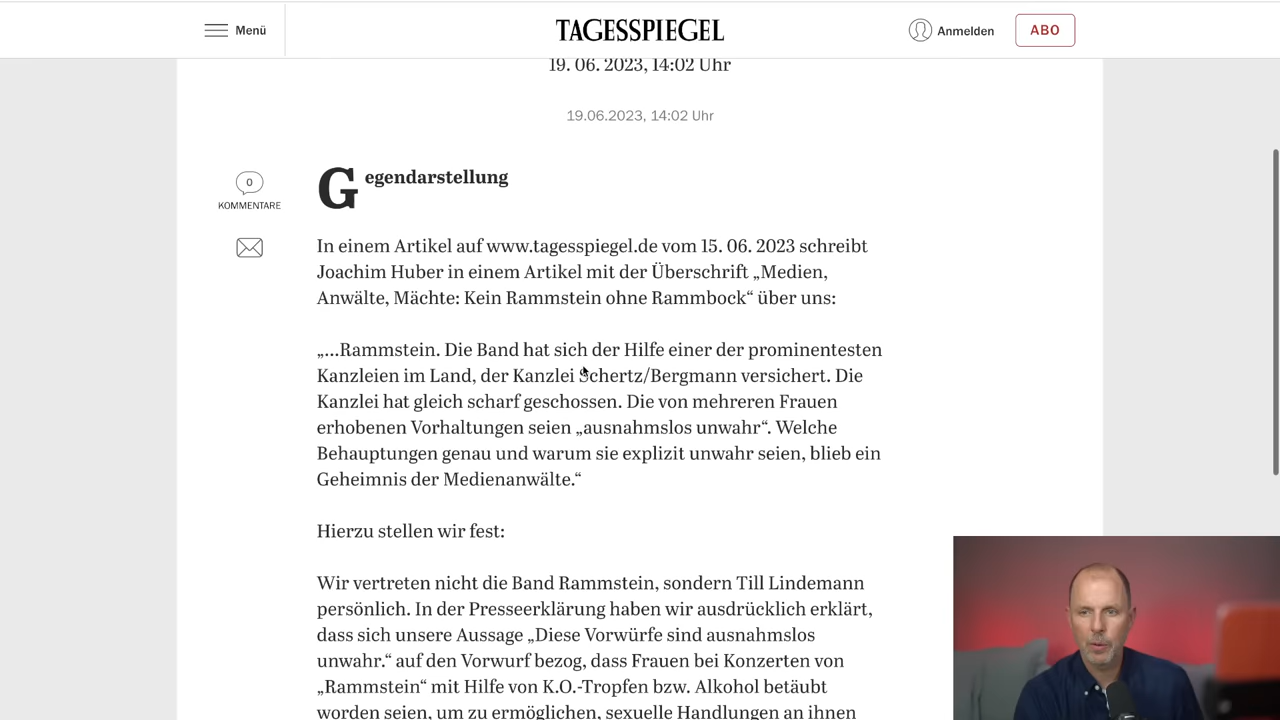 Menü
TAGESSPIEGEL
Anmelden
ABO
19. 06. 2023, 14:02 Uhr
19.06.2023, 14:02 Uhr
0
KOMMENTARE
Gegendarstellung
In einem Artikel auf www.tagesspiegel.de vom 15. 06. 2023 schreibt
Joachim Huber in einem Artikel mit der Überschrift „Medien,
Anwälte, Mächte: Kein Rammstein ohne Rammbock“ über uns:
„…Rammstein. Die Band hat sich der Hilfe einer der prominentesten
Kanzleien im Land, der Kanzlei Schertz/Bergmann versichert. Die
Kanzlei hat gleich scharf geschossen. Die von mehreren Frauen
erhobenen Vorhaltungen seien „ausnahmslos unwahr“. Welche
Behauptungen genau und warum sie explizit unwahr seien, blieb ein
Geheimnis der Medienanwälte.“
Hierzu stellen wir fest:
Wir vertreten nicht die Band Rammstein, sondern Till Lindemann
persönlich. In der Presseerklärung haben wir ausdrücklich erklärt,
dass sich unsere Aussage „Diese Vorwürfe sind ausnahmslos
unwahr.“ auf den Vorwurf bezog, dass Frauen bei Konzerten von
„Rammstein“ mit Hilfe von K.O.-Tropfen bzw. Alkohol betäubt
worden seien, um zu ermöglichen, sexuelle Handlungen an ihnen